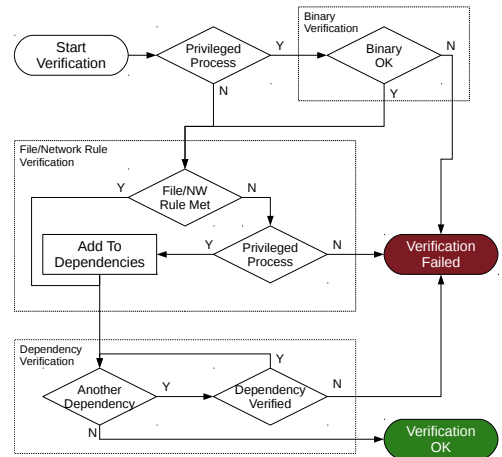 Binary
Verification
Start
Verification
Privileged
Process
Y
Binary
OK
N
N
Y
File/Network Rule
Verification
Y
File/NW
Rule Met
N
Add To
Dependencies
Y
Privileged
Process
N
Verification
Failed
Dependency
Verification
Y
Another
Dependency
Y
Dependency
Verified
N
N
Verification
OK